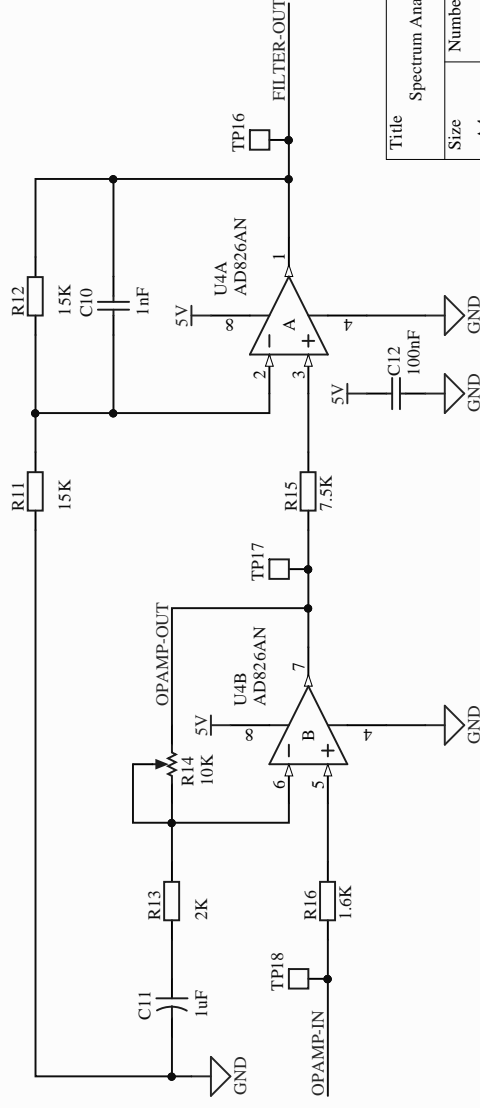 R12
15K
C10
1nF
R11
15K
TP16
FILTER-OUT
U4A
AD826AN
5V
8
A
1
2
3
4
GND
5V
C12
100nF
GND
R15
7.5K
TP17
OPAMP-OUT
R14
10K
U4B
AD826AN
5V
8
B
7
6
5
4
GND
R13
2K
C11
1uF
GND
R16
1.6K
TP18
OPAMP-IN
Title
Size
Spectrum